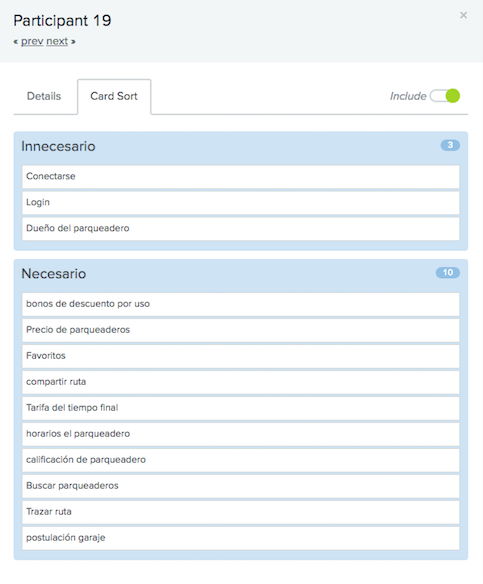 Participant 19
×
« prev next »
Details
Card Sort
Include
Innecesario
3
Conectarse
Login
Dueño del parqueadero
Necesario
10
bonos de descuento por uso
Precio de parqueaderos
Favoritos
compartir ruta
Tarifa del tiempo final
horarios el parqueadero
calificación de parqueadero
Buscar parqueaderos
Trazar ruta
postulación garaje